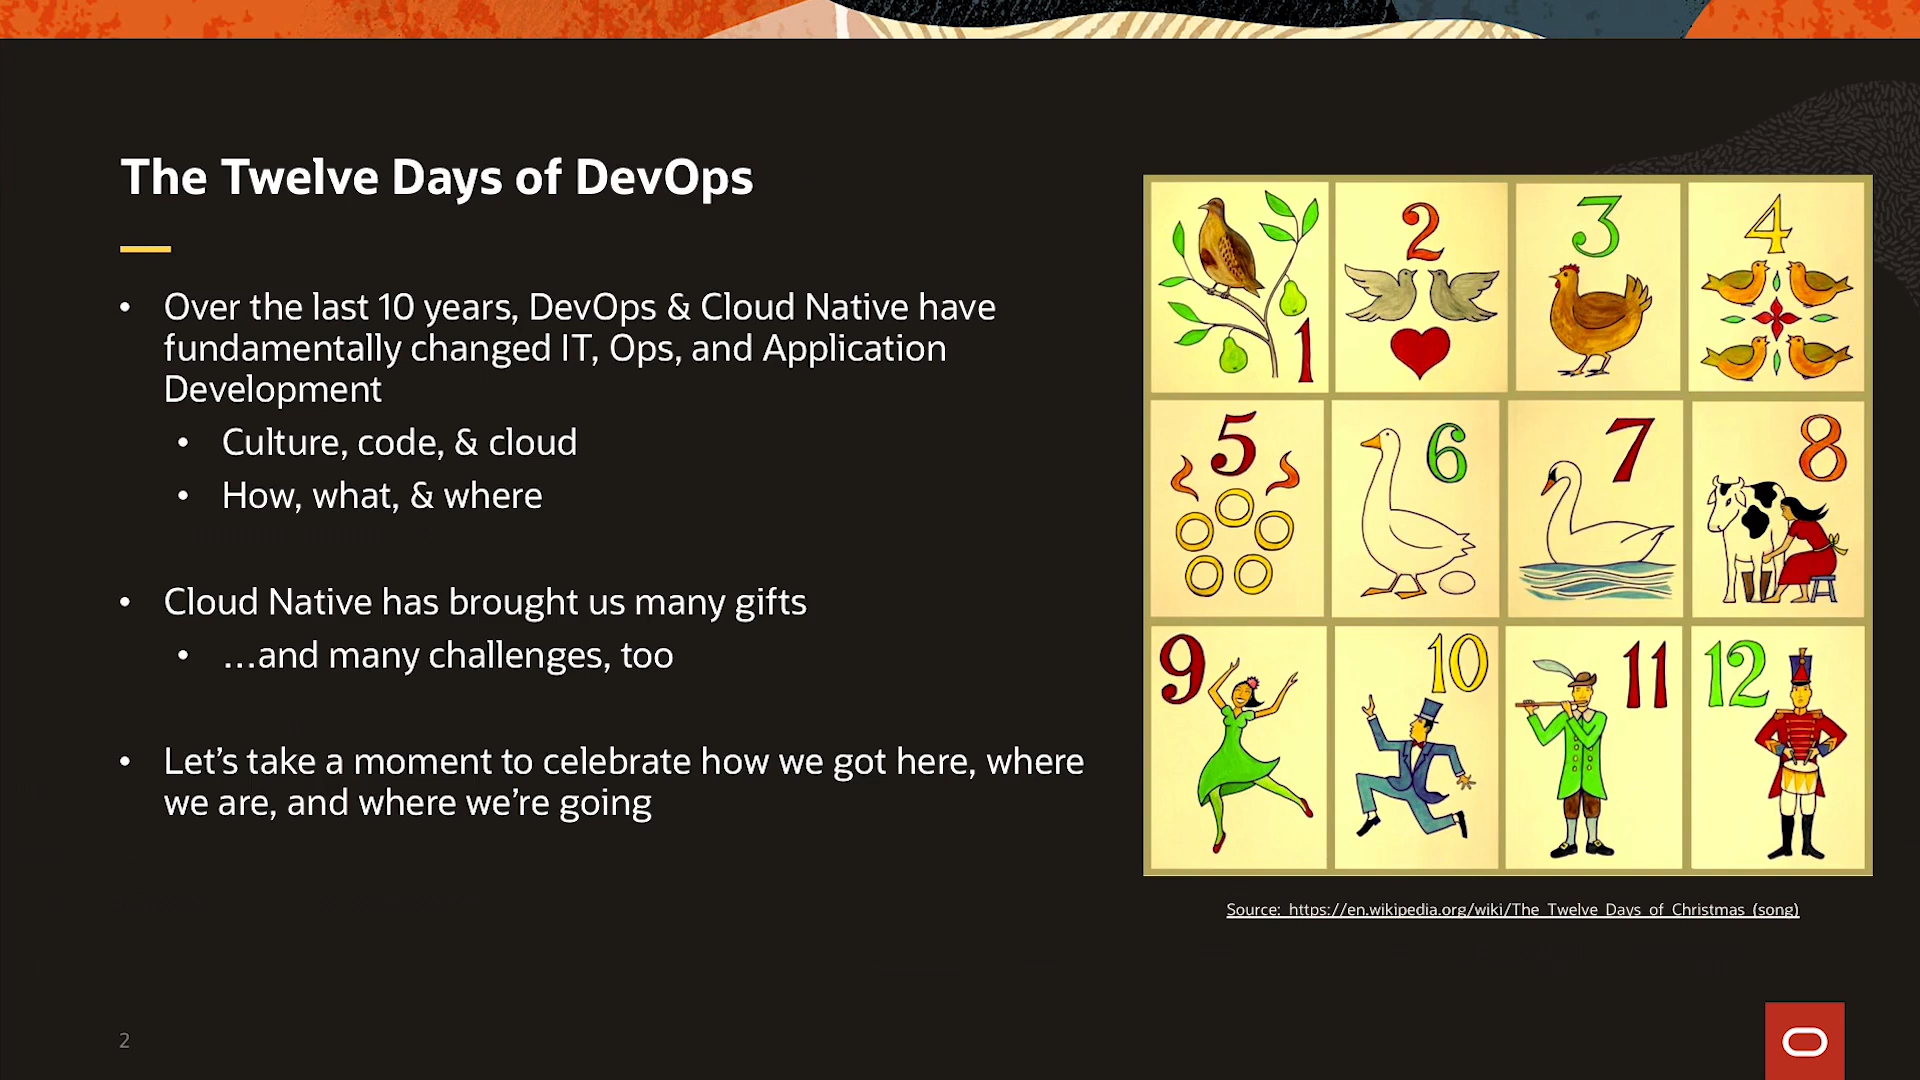 The Twelve Days of DevOps
• Over the last 10 years, DevOps & Cloud Native have
fundamentally changed IT, Ops, and Application
Development
• Culture, code, & cloud
• How, what, & where
• Cloud Native has brought us many gifts
• …and many challenges, too
• Let’s take a moment to celebrate how we got here, where
we are, and where we’re going
1
2
3
4
5
6
7
8
9
10
11
12
Source: https://en.wikipedia.org/wiki/The_Twelve_Days_of_Christmas_(song)
2